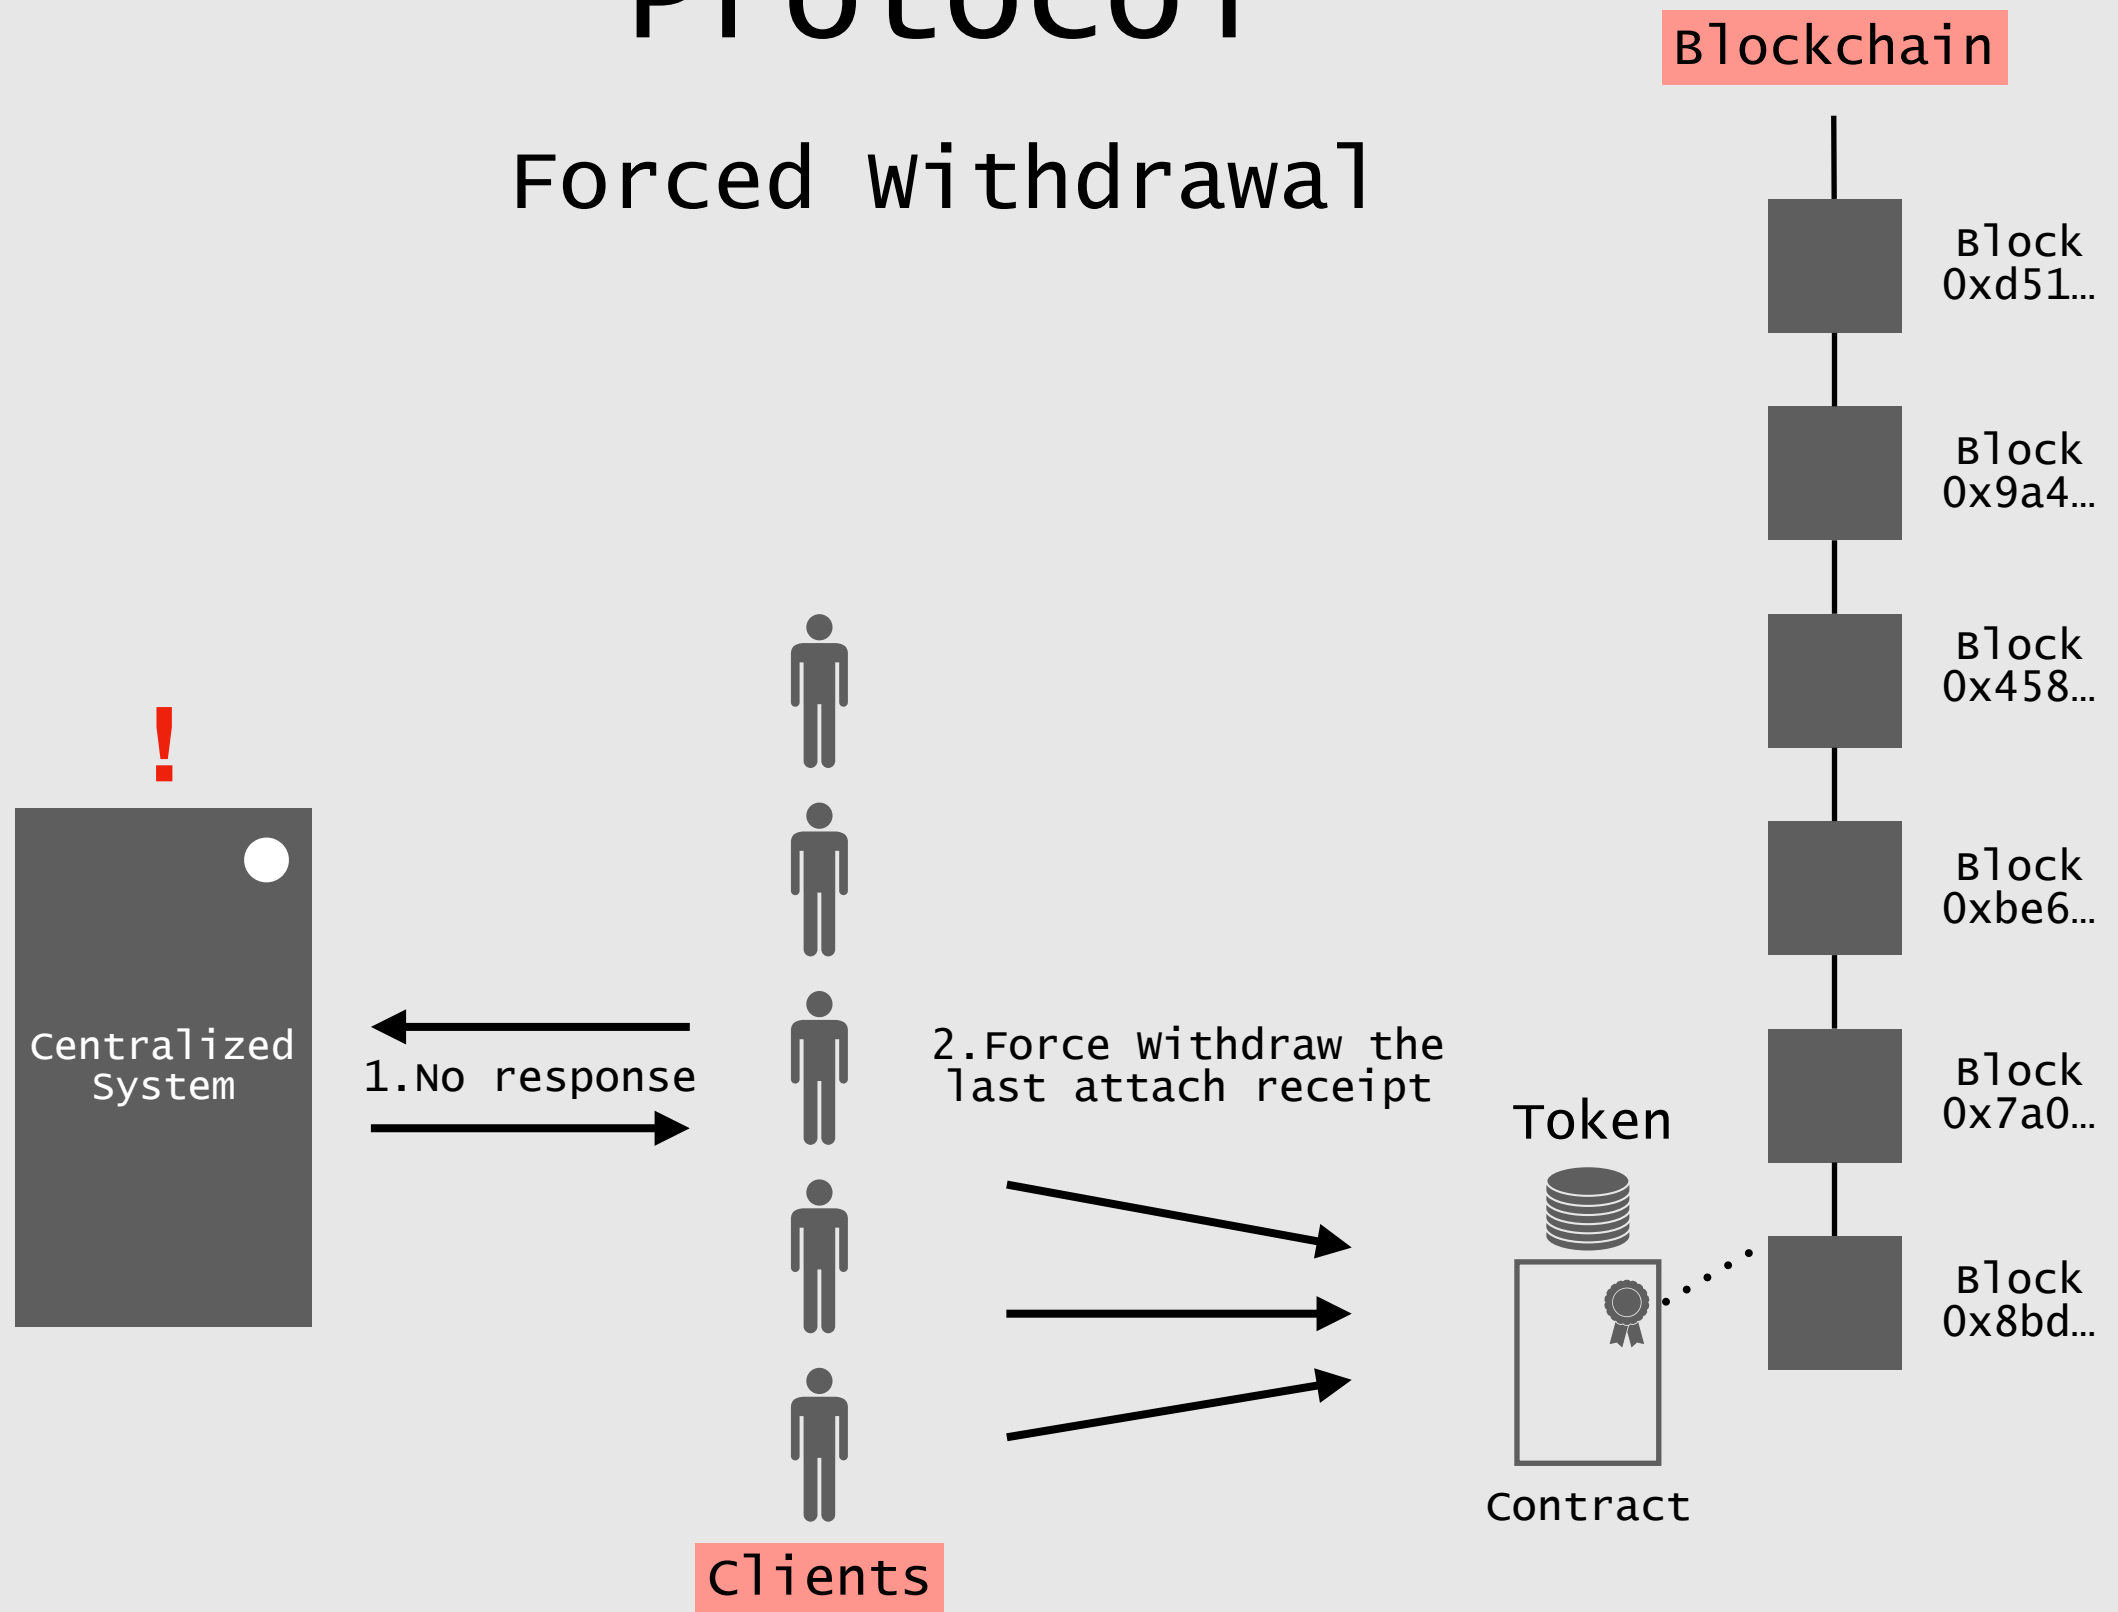 Protocol
Forced Withdrawal
Blockchain
Block
0xd51…
Block
0x9a4…
Block
0x458…
Block
0xbe6…
Block
0x7a0…
Block
0x8bd…
!
Centralized
System
1.No response
2.Force Withdraw the
last attach receipt
Token
Contract
Clients